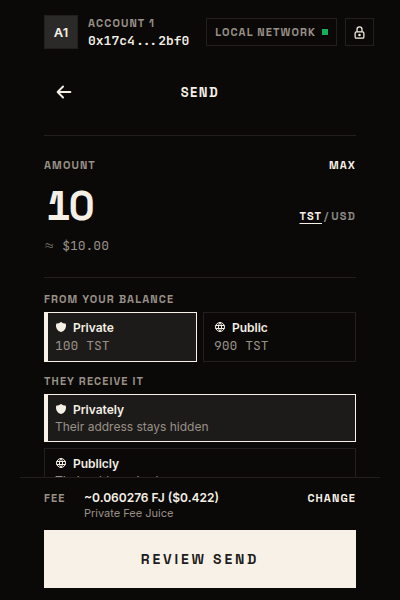 A1
ACCOUNT 1
0x17c4...2bf0
LOCAL NETWORK
SEND
AMOUNT
MAX
10
TST/USD
≈ $10.00
FROM YOUR BALANCE
Private
100 TST
Public
900 TST
THEY RECEIVE IT
Privately
Their address stays hidden
Publicly
FEE
~0.060276 FJ ($0.422)
CHANGE
Private Fee Juice
REVIEW SEND